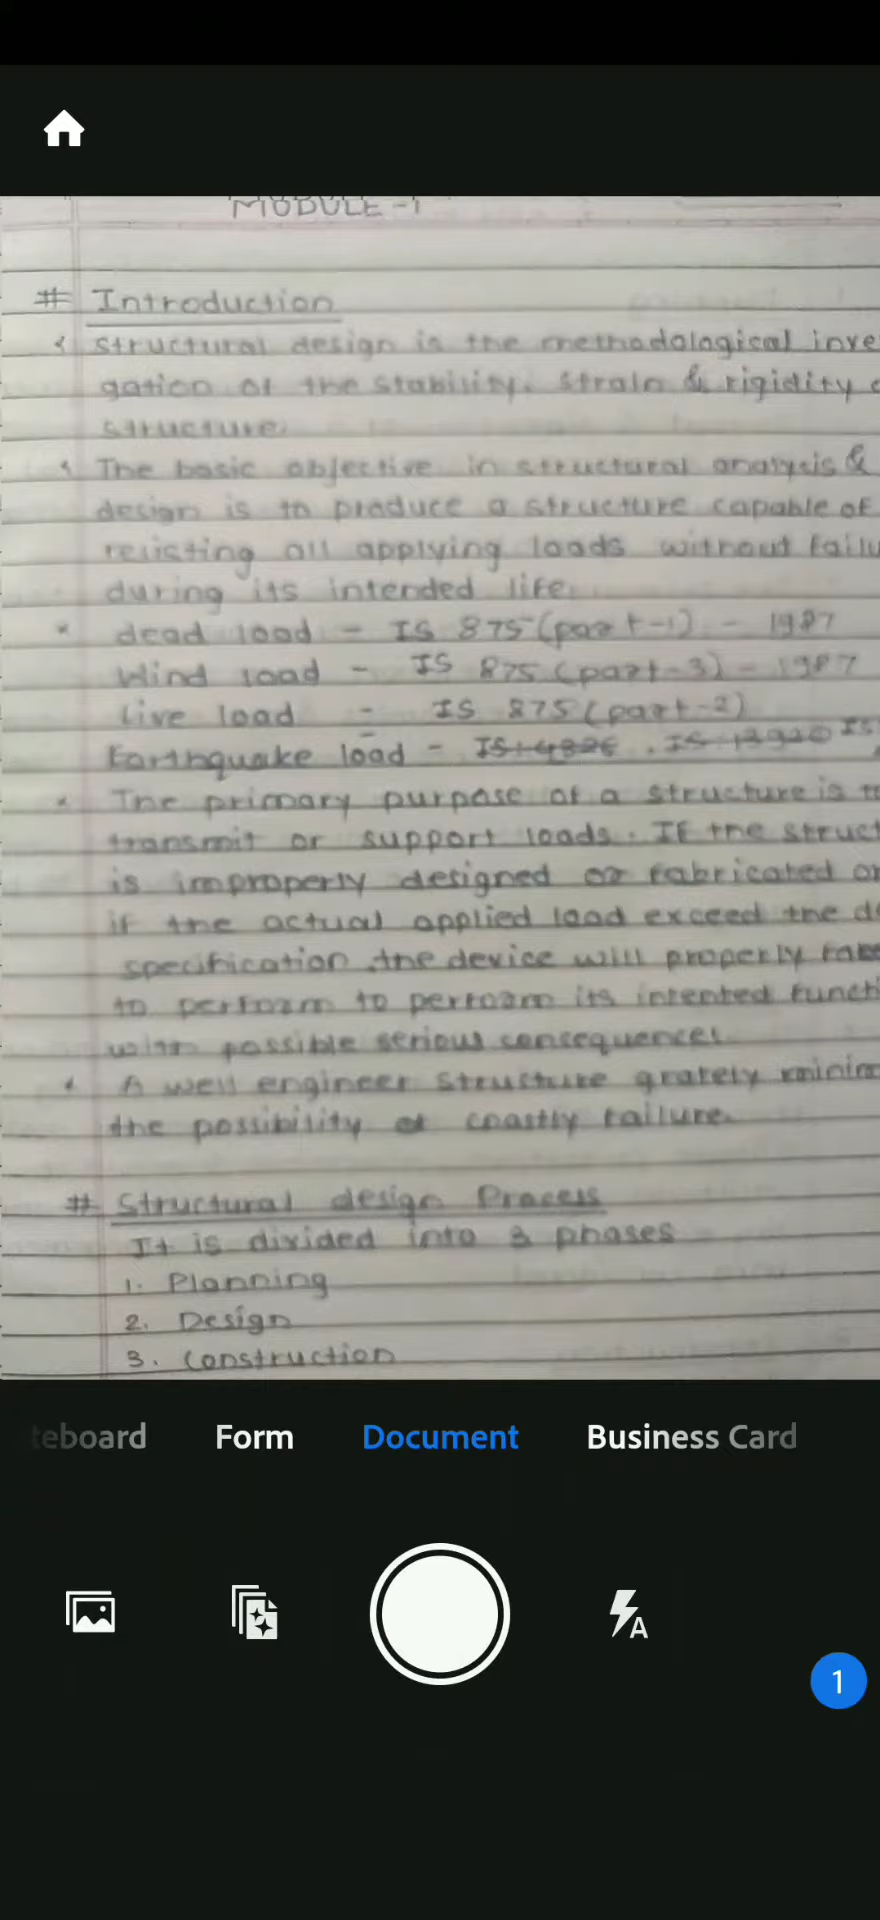 MODULE-1
# Introduction
structural design is the methodological inve
gation of the stability. strain & rigidity
structure
The basic objective in structural analysis &
design is to produce a structure capable of
resisting all applying loads without failu
during its intended life.
dead load - IS 875 (part-1) - 1987
Wind load - IS 875 (part-3) - 1987
Live load - IS 875 (part-2)
Earthquake load - IS
The primary purpose of a structure is to
transmit or support loads. If the struct
is improperly designed or fabricated or
if the actual applied load exceed the de
specification, the device will properly
to perform to perform its intented functi
with possible serious consequences
A well engineer structure grately minim
the possibility of coastly failure.
# Structural design Process
It is divided into 3 phases
1. Planning
2. Design
3. Construction
teboard Form Document Business Card
A
1